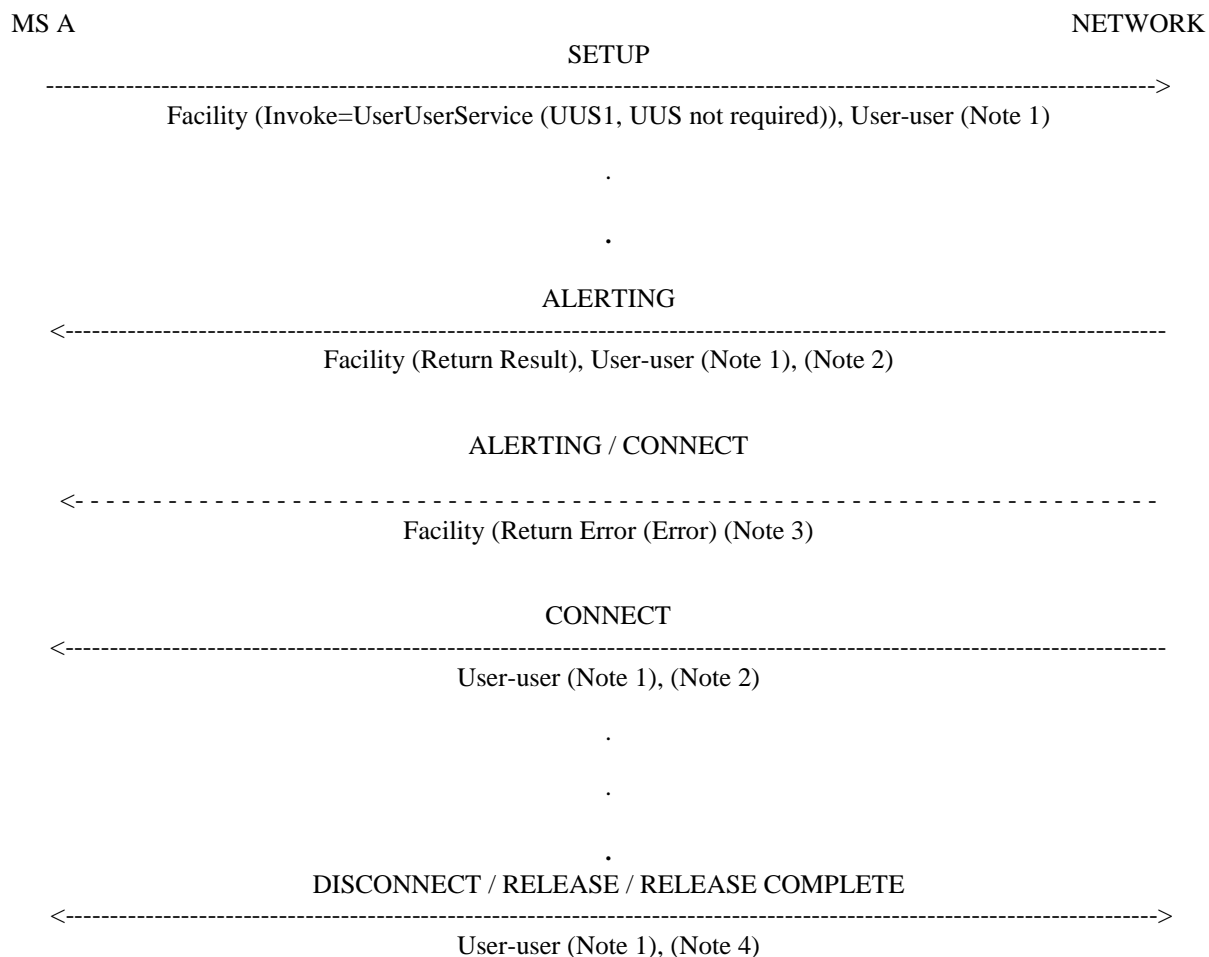 MS A NETWORK
SETUP
----------------------------------------------------------------------------------------------------------------------------->
Facility (Invoke=UserUserService (UUS1, UUS not required)), User-user (Note 1)
.
.
ALERTING
<----------------------------------------------------------------------------------------------------------------------------
Facility (Return Result), User-user (Note 1), (Note 2)
ALERTING / CONNECT
<- - - - - - - - - - - - - - - - - - - - - - - - - - - - - - - - - - - - - - - - - - - - - - - - - - - - - - - - - - - - - - - - - - - - - -
Facility (Return Error (Error) (Note 3)
CONNECT
<----------------------------------------------------------------------------------------------------------------------------
User-user (Note 1), (Note 2)
.
.
.
DISCONNECT / RELEASE / RELEASE COMPLETE
<--------------------------------------------------------------------------------------------------------------------------->
User-user (Note 1), (Note 4)